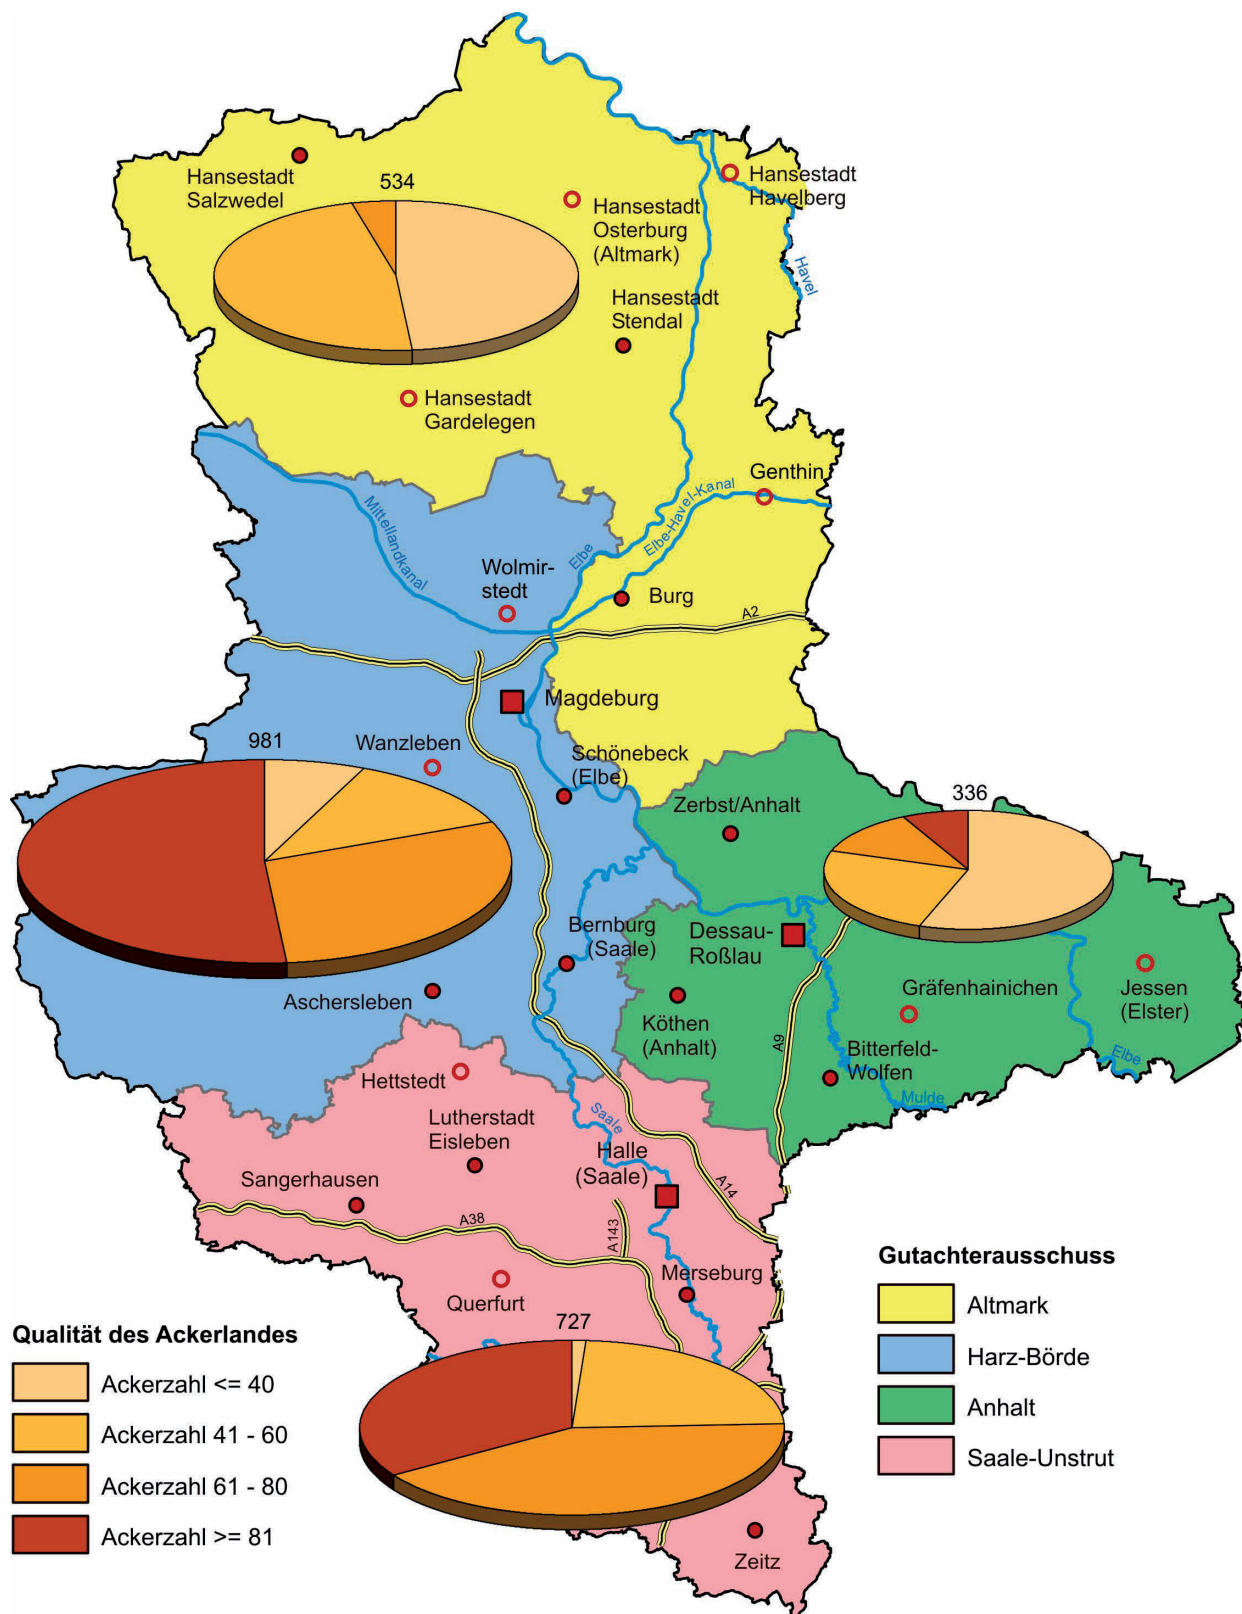 Hansestadt
Salzwedel
534
Hansestadt
Osterburg
(Altmark)
Hansestadt
Havelberg
Havel
Hansestadt
Stendal
Hansestadt
Gardelegen
Genthin
Elbe-Havel-Kanal
Mittellandkanal
Elbe
Wolmir-
stedt
Burg
A2
Magdeburg
981
Wanzleben
Schönebeck
(Elbe)
Zerbst/Anhalt
336
Bernburg
(Saale)
Dessau-
Roßlau
Aschersleben
Köthen
(Anhalt)
Gräfenhainichen
Jessen
(Elster)
A9
Bitterfeld-
Wolfen
Elbe
Mulde
Hettstedt
Saale
Lutherstadt
Eisleben
Halle
(Saale)
Sangerhausen
A14
A38
A143
Merseburg
Querfurt
727
Zeitz
Qualität des Ackerlandes
Ackerzahl <= 40
Ackerzahl 41 - 60
Ackerzahl 61 - 80
Ackerzahl >= 81
Gutachterausschuss
Altmark
Harz-Börde
Anhalt
Saale-Unstrut